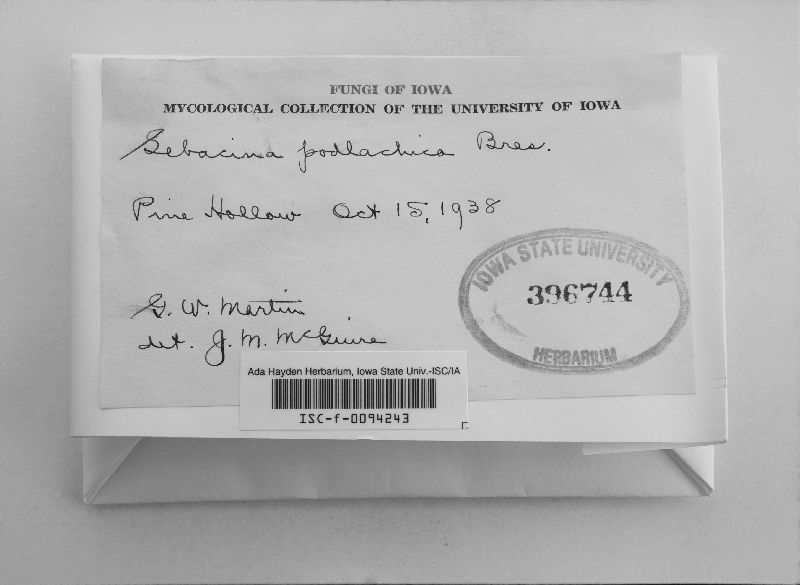 FUNGI OF IOWA
MYCOLOGICAL COLLECTION OF THE UNIVERSITY OF IOWA
Sebacina podlachica Bres.
Pine Hollow Oct 15, 1938
G. W. Martin
det. J. M. McGuire
IOWA STATE UNIVERSITY
396744
HERBARIUM
Ada Hayden Herbarium, Iowa State Univ.-ISC/IA
ISC-f-0094243